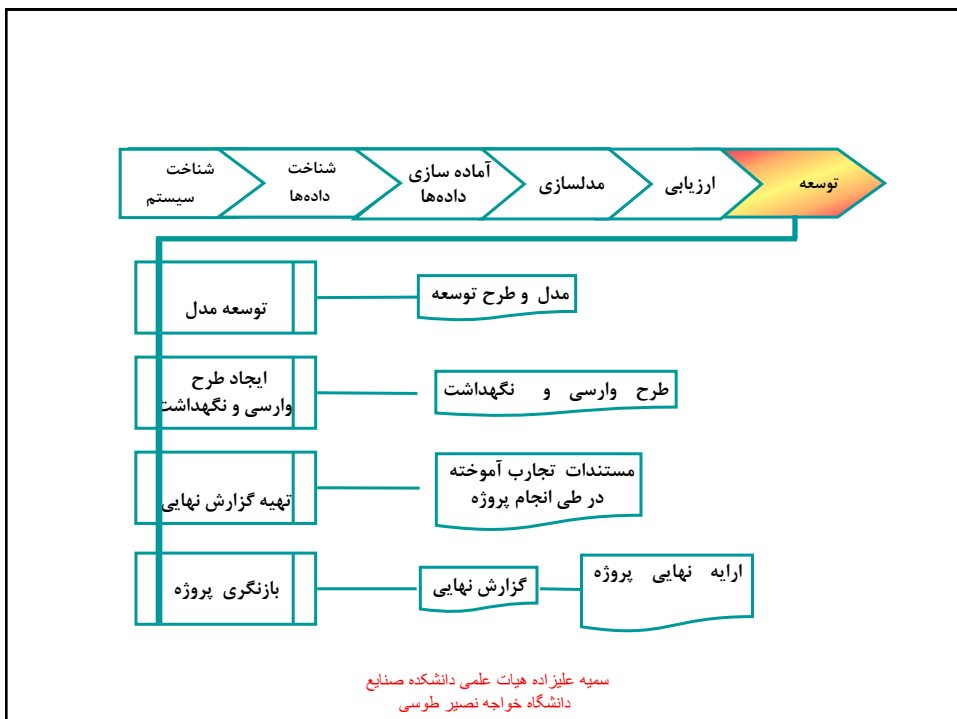 شناخت
سیستم
شناخت
داده‌ها
آماده سازی
داده‌ها
مدلسازی
ارزیابی
توسعه
توسعه مدل
مدل و طرح توسعه
ایجاد طرح
وارسی و نگهداشت
طرح وارسی و نگهداشت
تهیه گزارش نهایی
مستندات تجارب آموخته
در طی انجام پروژه
بازنگری پروژه
گزارش نهایی
ارایه نهایی پروژه
سمیه علیزاده هیات علمی دانشکده صنایع
دانشگاه خواجه نصیر طوسی